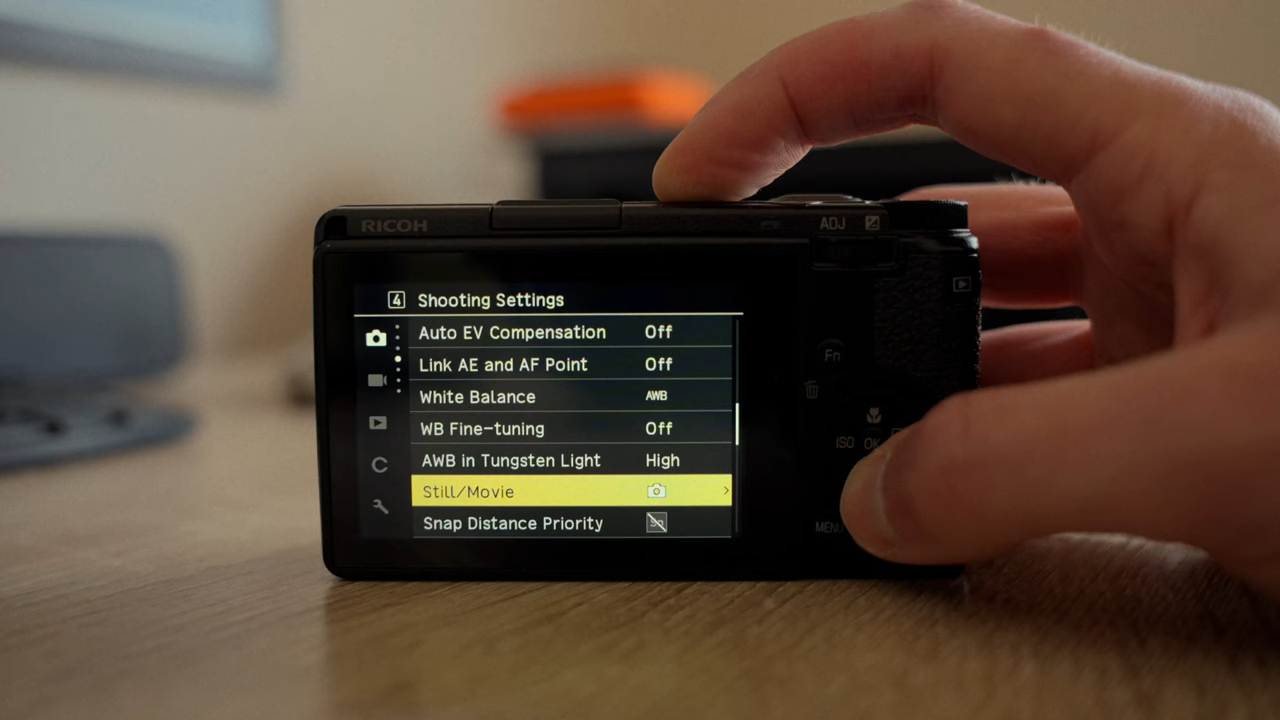 RICOH
ADJ
4 Shooting Settings
Auto EV Compensation Off
Link AE and AF Point Off
White Balance AWB
WB Fine-tuning Off
AWB in Tungsten Light High
Still/Movie
Snap Distance Priority Sn
C
Fn
ISO OK
MENU